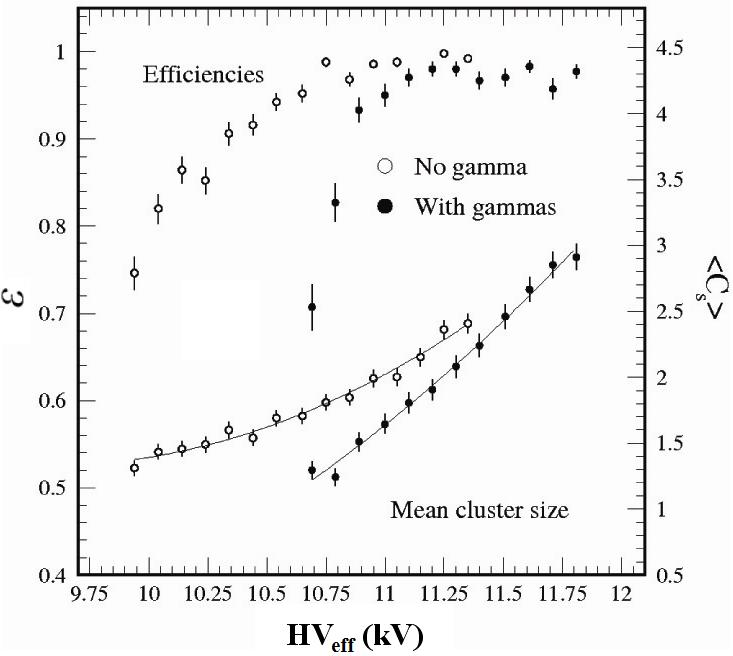 1
0.9
0.8
0.7
0.6
0.5
0.4
ε
Efficiencies
No gamma
With gammas
Mean cluster size
4.5
4
3.5
3
2.5
2
1.5
1
0.5
<C_s>
9.75 10 10.25 10.5 10.75 11 11.25 11.5 11.75 12
HV_eff (kV)